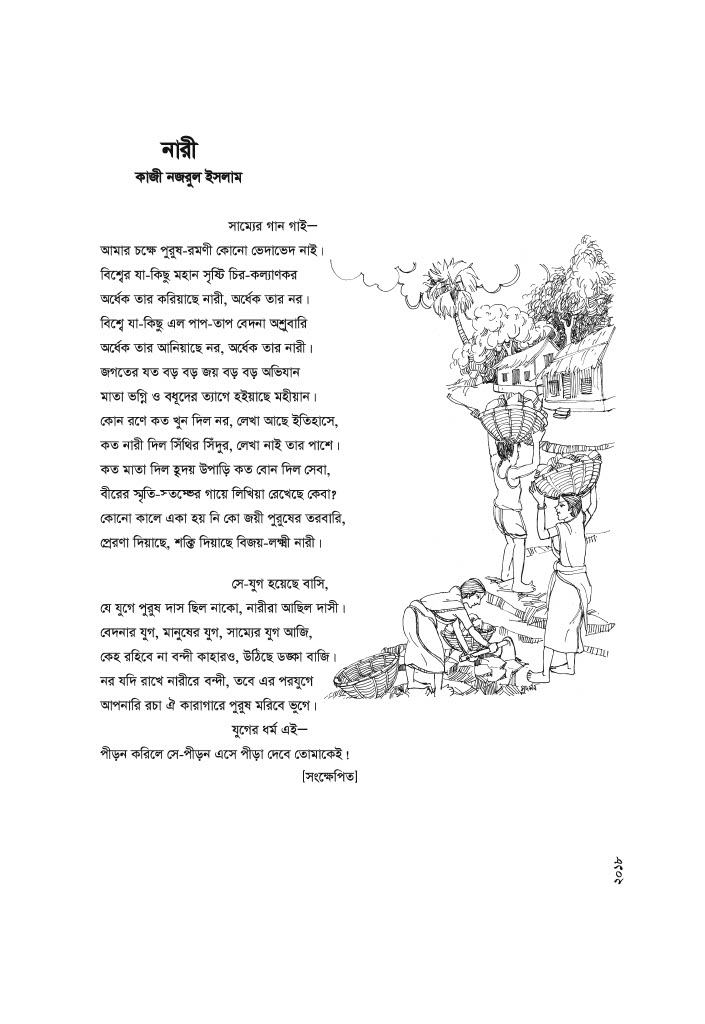 নারী
কাজী নজরুল ইসলাম
সাম্যের গান গাই—
আমার চক্ষে পুরুষ-রমণী কোনো ভেদাভেদ নাই।
বিশ্বের যা-কিছু মহান সৃষ্টি চির-কল্যাণকর
অর্ধেক তার করিয়াছে নারী, অর্ধেক তার নর।
বিশ্বে যা-কিছু এল পাপ-তাপ বেদনা অশ্রুবারি
অর্ধেক তার আনিয়াছে নর, অর্ধেক তার নারী।
জগতের যত বড় বড় জয় বড় বড় অভিযান
মাতা ভগ্নি ও বধূদের ত্যাগে হইয়াছে মহীয়ান।
কোন রণে কত খুন দিল নর, লেখা আছে ইতিহাসে,
কত নারী দিল সিঁথির সিঁদুর, লেখা নাই তার পাশে।
কত মাতা দিল হৃদয় উপাড়ি কত বোন দিল সেবা,
বীরের স্মৃতি-স্তম্ভের গায়ে লিখিয়া রেখেছে কেবা?
কোনো কালে একা হয় নি কো জয়ী পুরুষের তরবারি,
প্রেরণা দিয়াছে, শক্তি দিয়াছে বিজয়-লক্ষ্মী নারী।
সে-যুগ হয়েছে বাসি,
যে যুগে পুরুষ দাস ছিল নাকো, নারীরা আছিল দাসী।
বেদনার যুগ, মানুষের যুগ, সাম্যের যুগ আজি,
কেহ রহিবে না বন্দী কাহারও, উঠিছে ডঙ্কা বাজি।
নর যদি রাখে নারীরে বন্দী, তবে এর পরযুগে
আপনারি রচা ঐ কারাগারে পুরুষ মরিবে ভুগে।
যুগের ধর্ম এই—
পীড়ন করিলে সে-পীড়ন এসে পীড়া দেবে তোমাকেই!
[সংক্ষেপিত]
২০১৮